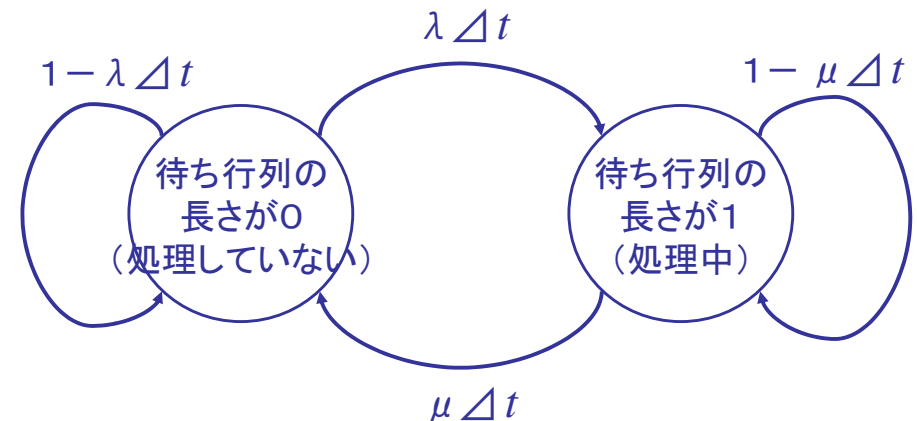 λ⊿t
1－λ⊿t
1－ μ⊿t
待ち行列の
長さが０
（処理していない）
待ち行列の
長さが１
（処理中）
μ⊿t